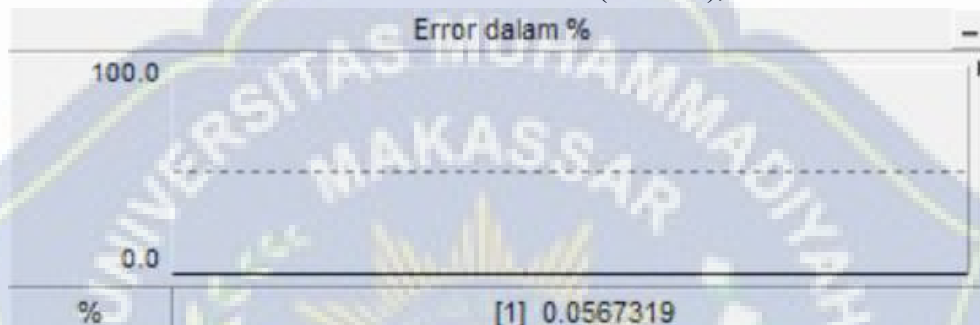 Error dalam %
100.0
0.0
% [1] 0.0567319
UNIVERSITAS MUHAMMADIYAH
MAKASSAR